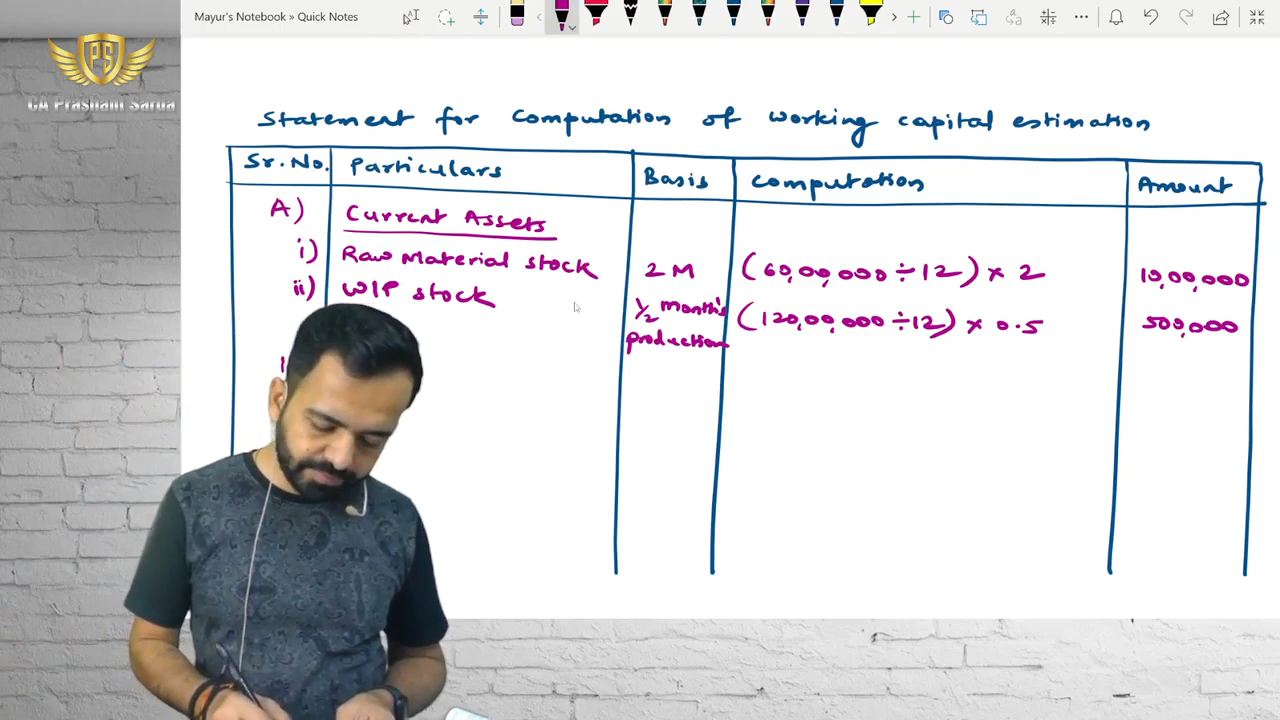 Mayur's Notebook » Quick Notes
PS
CA Prashant Sarda
Statement for Computation of Working capital estimation
Sr. No. Particulars Basis Computation Amount
A) Current Assets
i) Raw Material stock 2 M (60,00,000 ÷ 12) × 2 10,00,000
ii) WIP stock 1/2 month's production (120,00,000 ÷ 12) × 0.5 500,000